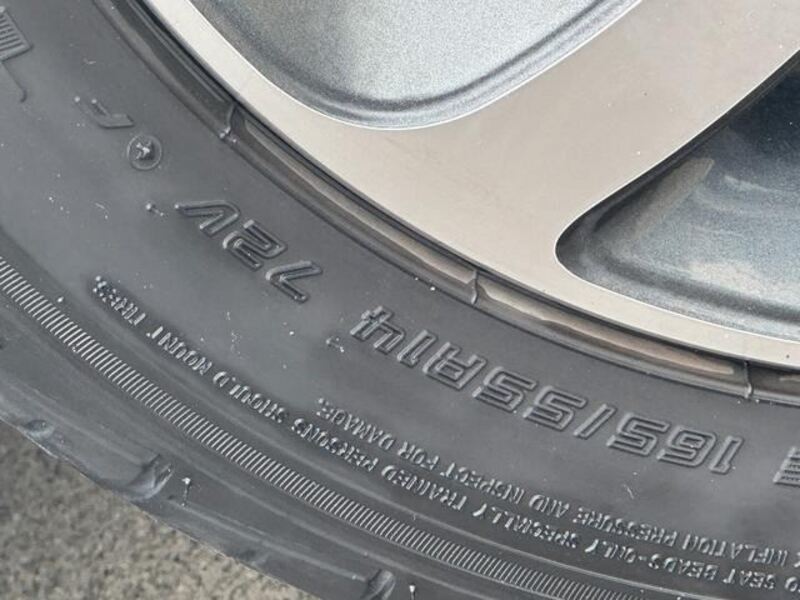 165/55R14 72V
SEAT BEADS-ONLY SPECIALLY TRAINED PERSONS SHOULD MOUNT TIRES.
INFLATION PRESSURE AND INSPECT FOR DAMAGE.